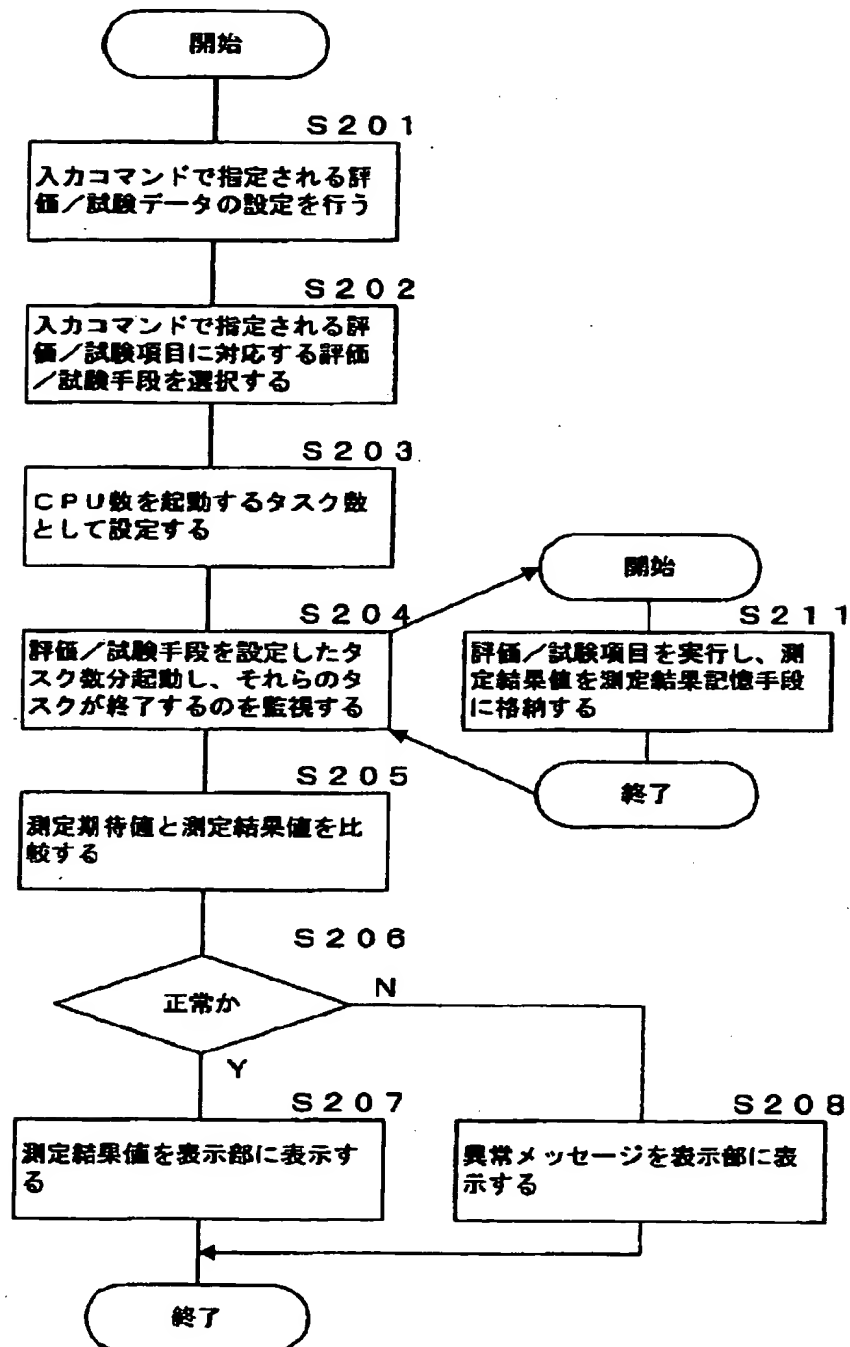 開始
S201
入力コマンドで指定される評
価／試験データの設定を行う
S202
入力コマンドで指定される評
価／試験項目に対応する評価
／試験手段を選択する
S203
CPU数を起動するタスク数
として設定する
S204
評価／試験手段を設定したタ
スク数分起動し、それらのタ
スクが終了するのを監視する
開始
S211
評価／試験項目を実行し、測
定結果値を測定結果記憶手段
に格納する
終了
S205
測定期待値と測定結果値を比
較する
S206
正常か
N
Y
S207
測定結果値を表示部に表示す
る
S208
異常メッセージを表示部に表
示する
終了